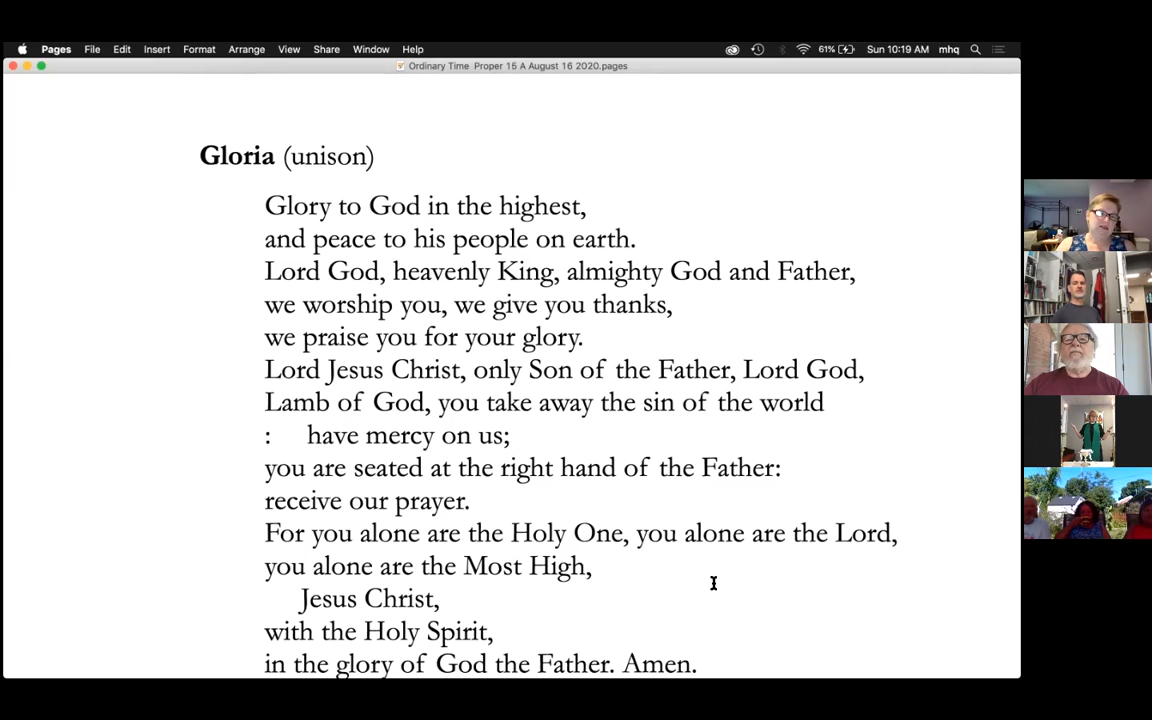 Pages File Edit Insert Format Arrange View Share Window Help 61% Sun 10:19 AM mhq
Ordinary Time Proper 15 A August 16 2020.pages
Gloria (unison)
Glory to God in the highest,
and peace to his people on earth.
Lord God, heavenly King, almighty God and Father,
we worship you, we give you thanks,
we praise you for your glory.
Lord Jesus Christ, only Son of the Father, Lord God,
Lamb of God, you take away the sin of the world
: have mercy on us;
you are seated at the right hand of the Father:
receive our prayer.
For you alone are the Holy One, you alone are the Lord,
you alone are the Most High,
Jesus Christ,
with the Holy Spirit,
in the glory of God the Father. Amen.